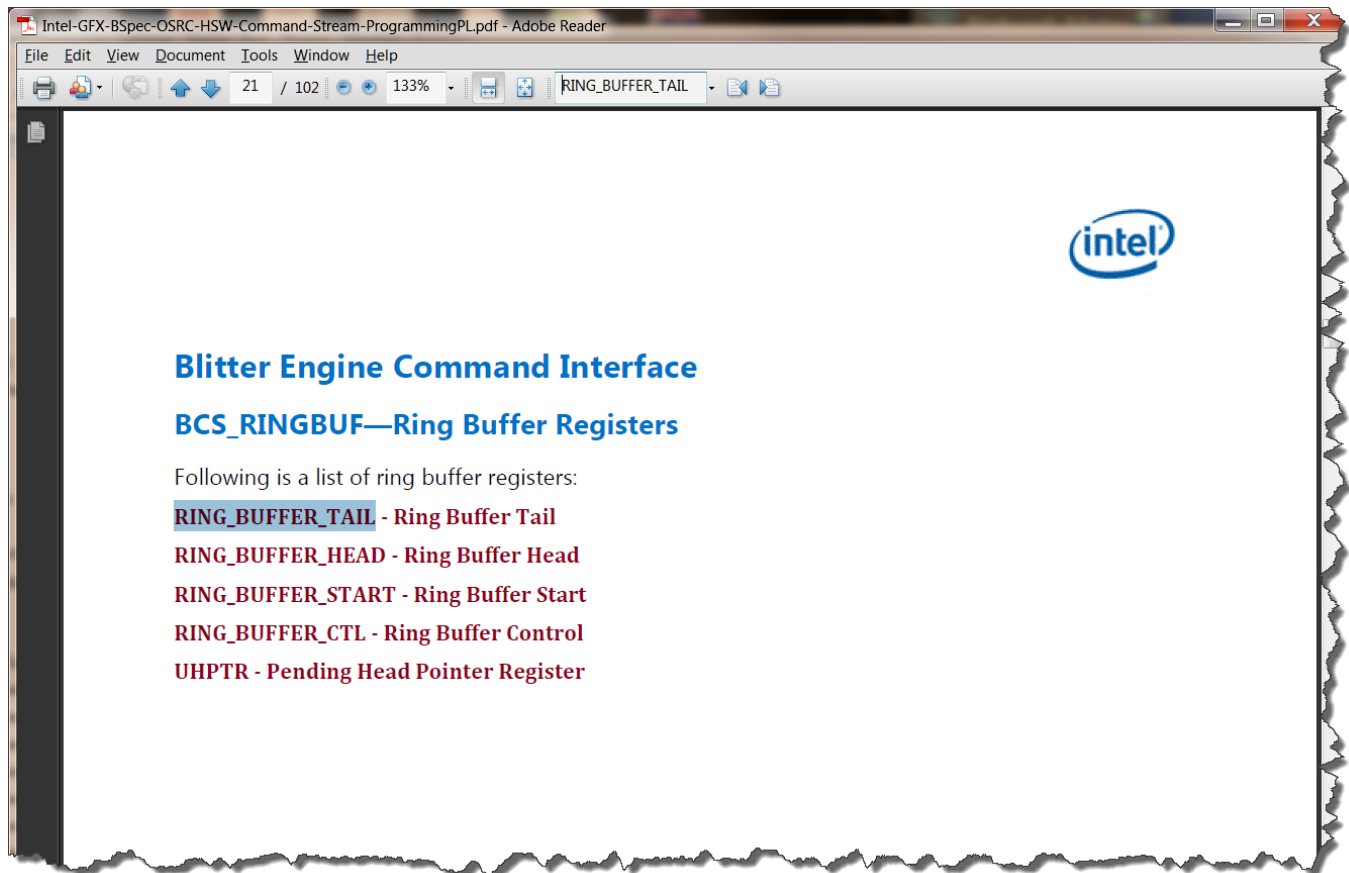 Intel-GFX-BSpec-OSRC-HSW-Command-Stream-ProgrammingPL.pdf - Adobe Reader
File Edit View Document Tools Window Help
21 / 102 133% RING_BUFFER_TAIL
intel
Blitter Engine Command Interface
BCS_RINGBUF—Ring Buffer Registers
Following is a list of ring buffer registers:
RING_BUFFER_TAIL - Ring Buffer Tail
RING_BUFFER_HEAD - Ring Buffer Head
RING_BUFFER_START - Ring Buffer Start
RING_BUFFER_CTL - Ring Buffer Control
UHPTR - Pending Head Pointer Register